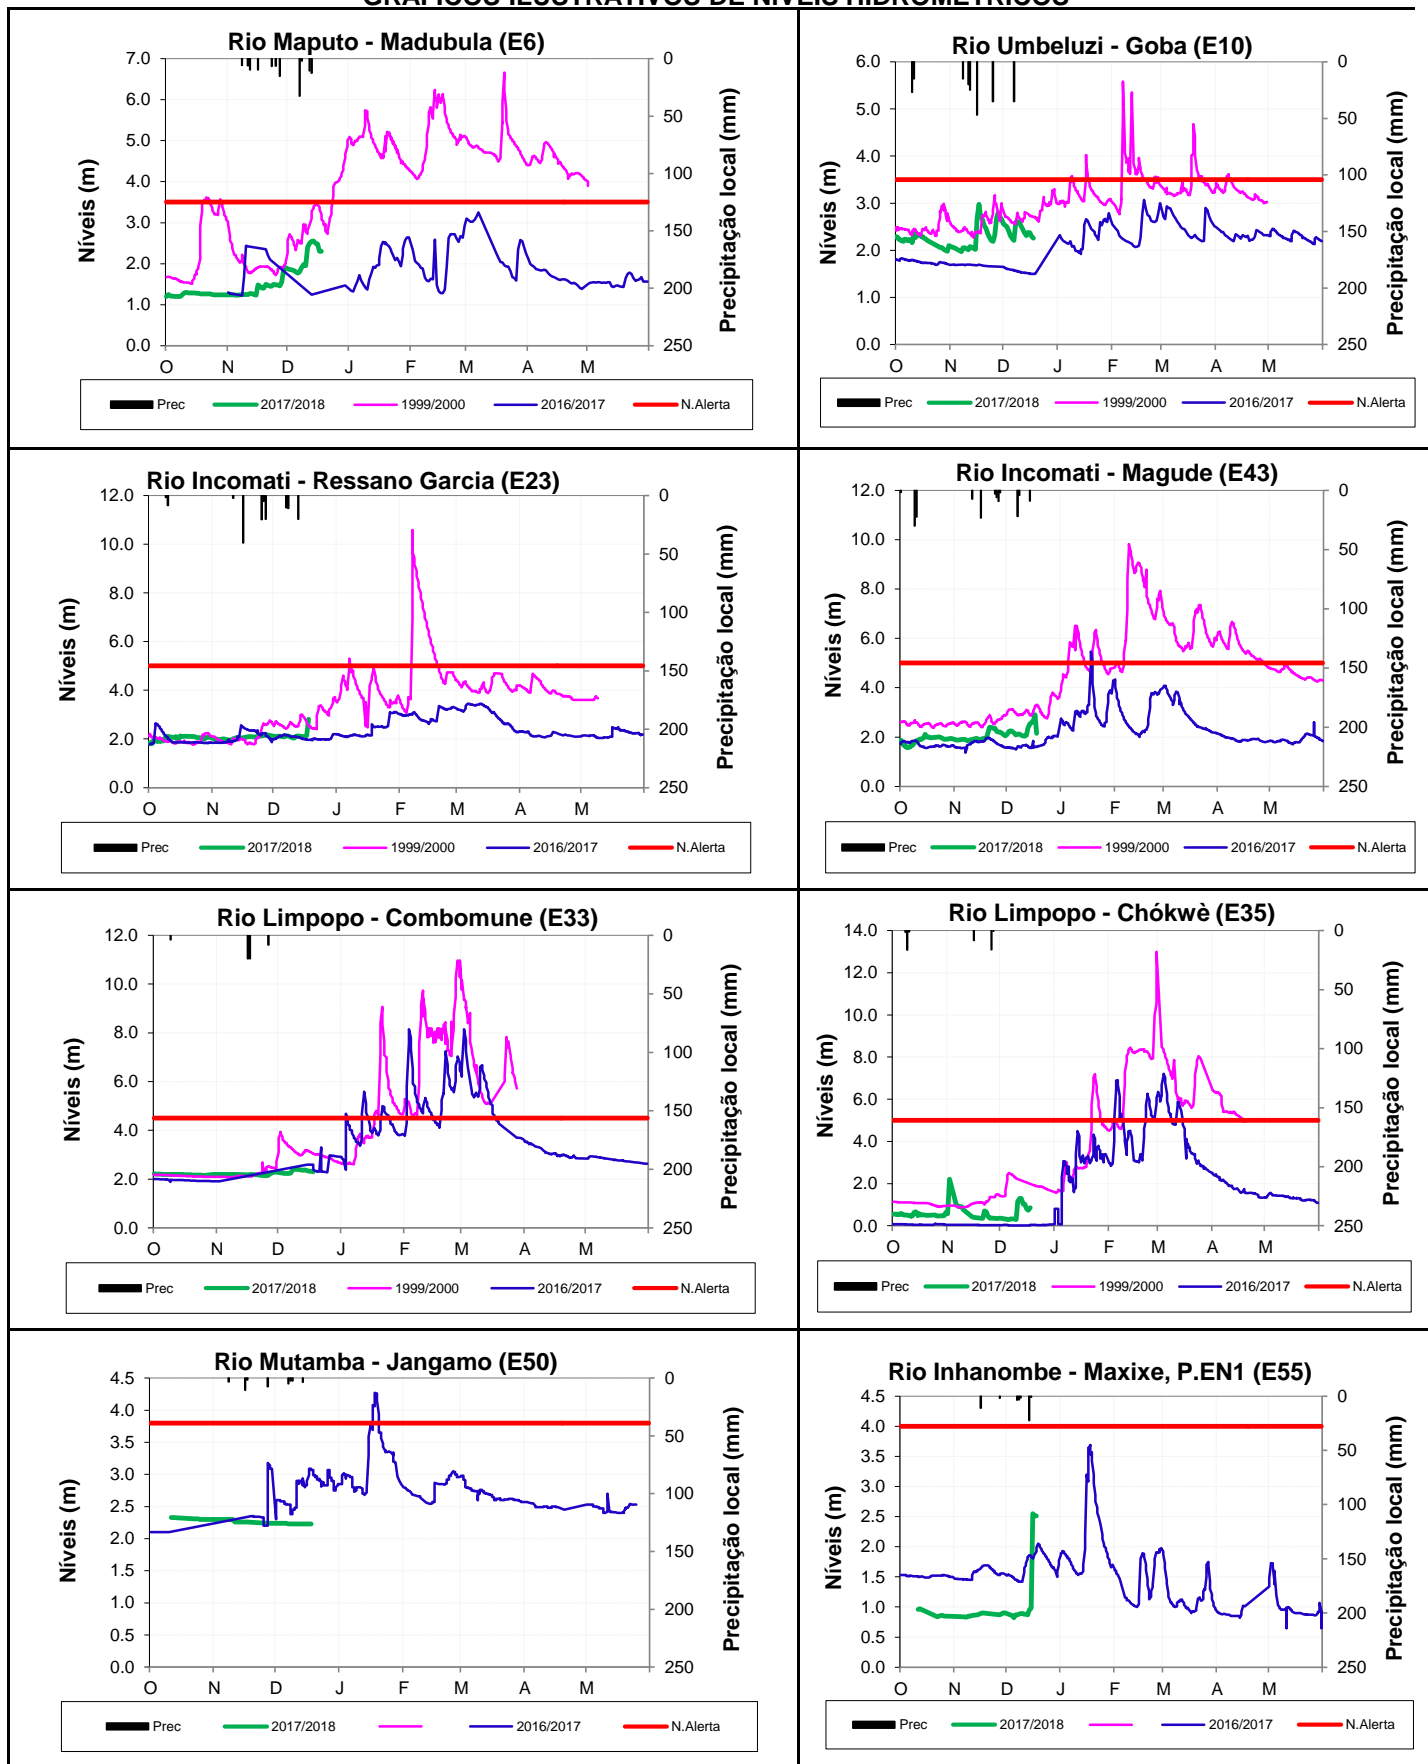 GRÁFICOS ILUSTRATIVOS DE NÍVEIS HIDROMÉTRICOS
Rio Maputo - Madubula (E6)
Níveis (m)
7.0
6.0
5.0
4.0
3.0
2.0
1.0
0.0
0
50
100
150
200
250
Precipitação local (mm)
O N D J F M A M
Prec 2017/2018 1999/2000 2016/2017 N.Alerta
Rio Umbeluzi - Goba (E10)
Níveis (m)
6.0
5.0
4.0
3.0
2.0
1.0
0.0
0
50
100
150
200
250
Precipitação local (mm)
O N D J F M A M
Prec 2017/2018 1999/2000 2016/2017 N.Alerta
Rio Incomati - Ressano Garcia (E23)
Níveis (m)
12.0
10.0
8.0
6.0
4.0
2.0
0.0
0
50
100
150
200
250
Precipitação local (mm)
O N D J F M A M
Prec 2017/2018 1999/2000 2016/2017 N.Alerta
Rio Incomati - Magude (E43)
Níveis (m)
12.0
10.0
8.0
6.0
4.0
2.0
0.0
0
50
100
150
200
250
Precipitação local (mm)
O N D J F M A M
Prec 2017/2018 1999/2000 2016/2017 N.Alerta
Rio Limpopo - Combomune (E33)
Níveis (m)
12.0
10.0
8.0
6.0
4.0
2.0
0.0
0
50
100
150
200
250
Precipitação local (mm)
O N D J F M A M
Prec 2017/2018 1999/2000 2016/2017 N.Alerta
Rio Limpopo - Chókwè (E35)
Níveis (m)
14.0
12.0
10.0
8.0
6.0
4.0
2.0
0.0
0
50
100
150
200
250
Precipitação local (mm)
O N D J F M A M
Prec 2017/2018 1999/2000 2016/2017 N.Alerta
Rio Mutamba - Jangamo (E50)
Níveis (m)
4.5
4.0
3.5
3.0
2.5
2.0
1.5
1.0
0.5
0.0
0
50
100
150
200
250
Precipitação local (mm)
O N D J F M A M
Prec 2017/2018 2016/2017 N.Alerta
Rio Inhanombe - Maxixe, P.EN1 (E55)
Níveis (m)
4.5
4.0
3.5
3.0
2.5
2.0
1.5
1.0
0.5
0.0
0
50
100
150
200
250
Precipitação local (mm)
O N D J F M A M
Prec 2017/2018 2016/2017 N.Alerta